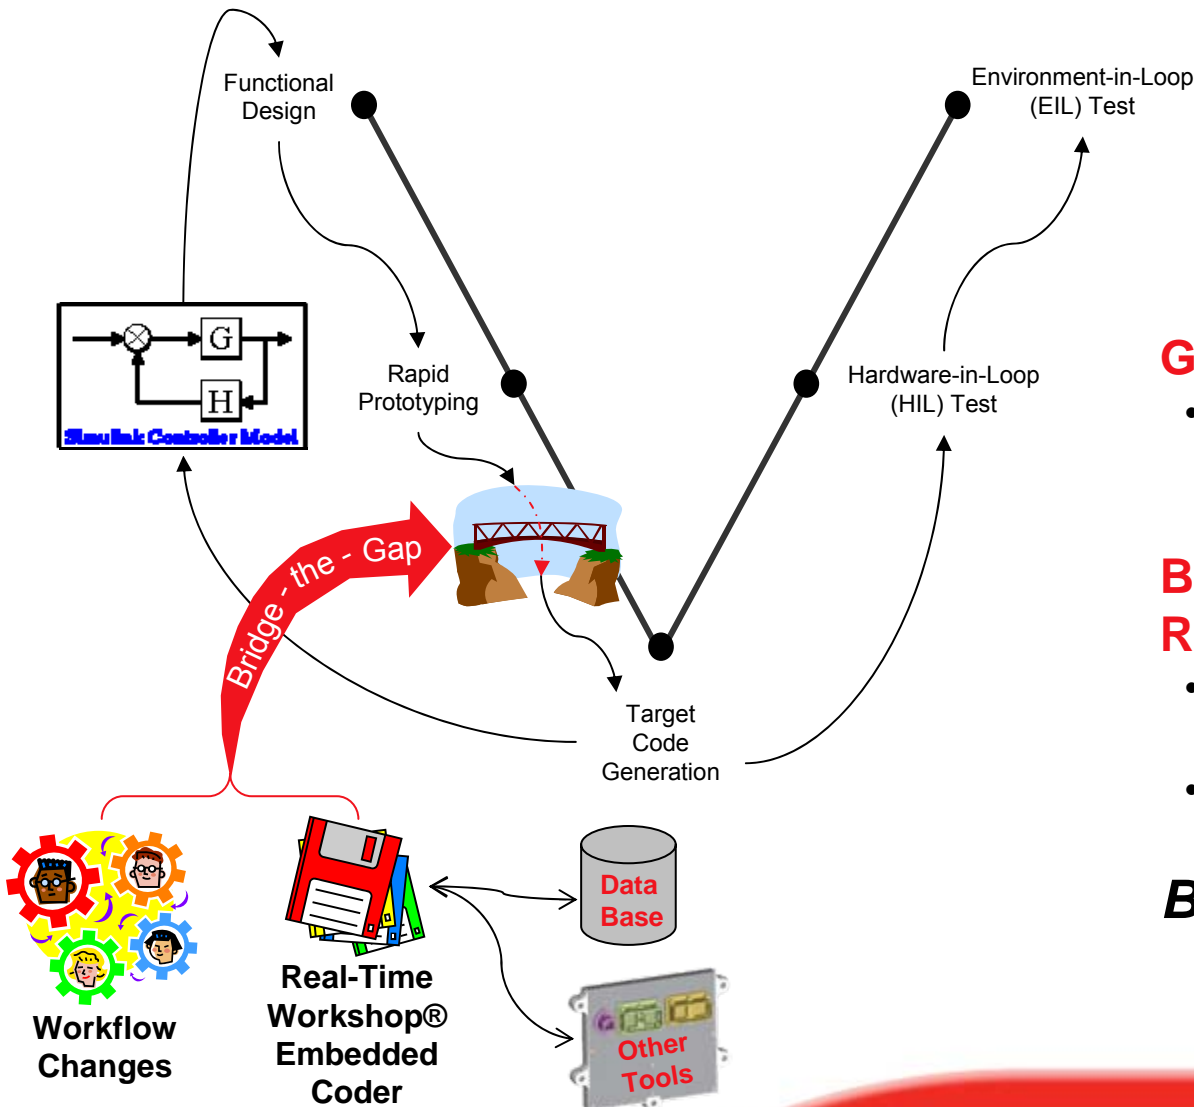 Functional
Design
Environment-in-Loop
(EIL) Test
G
H
Simulink Controller Model
Rapid
Prototyping
Hardware-in-Loop
(HIL) Test
G
•
Bridge - the - Gap
B
R
•
•
Target
Code
Generation
Data
Base
B
Real-Time
Workshop®
Embedded
Coder
Workflow
Changes
Other
Tools